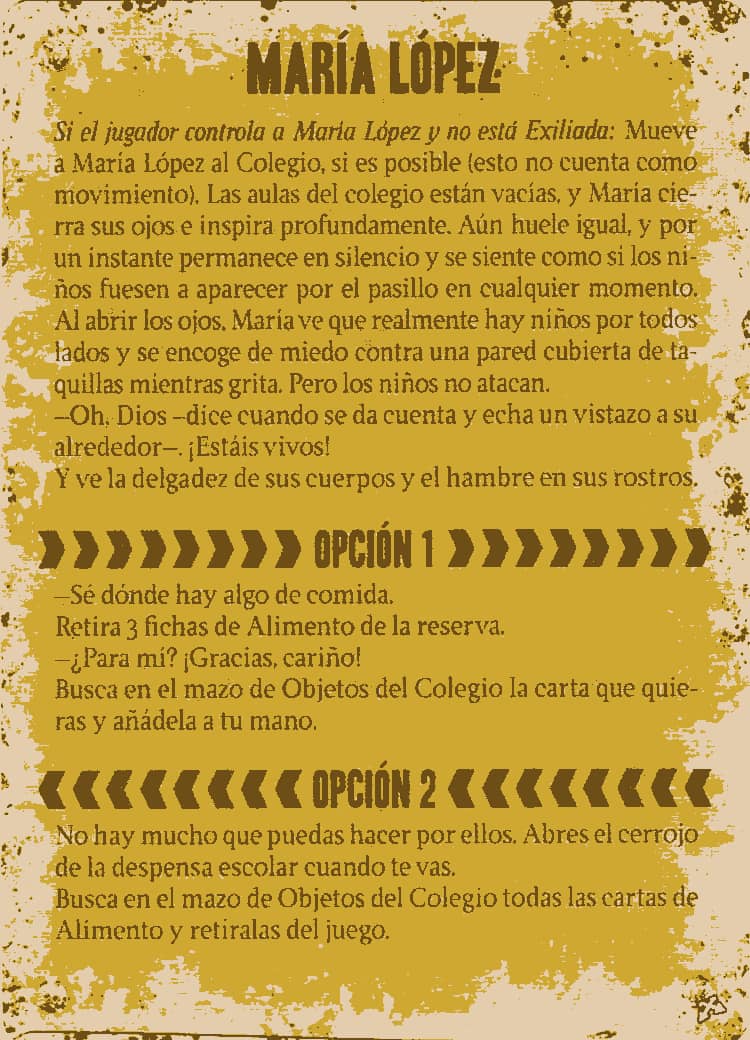 MARÍA LÓPEZ
Si el jugador controla a María López y no está Exiliada: Mueve
a María López al Colegio, si es posible (esto no cuenta como
movimiento). Las aulas del colegio están vacías, y María cie-
rra sus ojos e inspira profundamente. Aún huele igual, y por
un instante permanece en silencio y se siente como si los ni-
ños fuesen a aparecer por el pasillo en cualquier momento.
Al abrir los ojos, María ve que realmente hay niños por todos
lados y se encoge de miedo contra una pared cubierta de ta-
quillas mientras grita. Pero los niños no atacan.
–Oh, Dios –dice cuando se da cuenta y echa un vistazo a su
alrededor–. ¡Estáis vivos!
Y ve la delgadez de sus cuerpos y el hambre en sus rostros.
OPCIÓN 1
–Sé dónde hay algo de comida.
Retira 3 fichas de Alimento de la reserva.
–¿Para mí? ¡Gracias, cariño!
Busca en el mazo de Objetos del Colegio la carta que quie-
ras y añádela a tu mano.
OPCIÓN 2
No hay mucho que puedas hacer por ellos. Abres el cerrojo
de la despensa escolar cuando te vas.
Busca en el mazo de Objetos del Colegio todas las cartas de
Alimento y retíralas del juego.